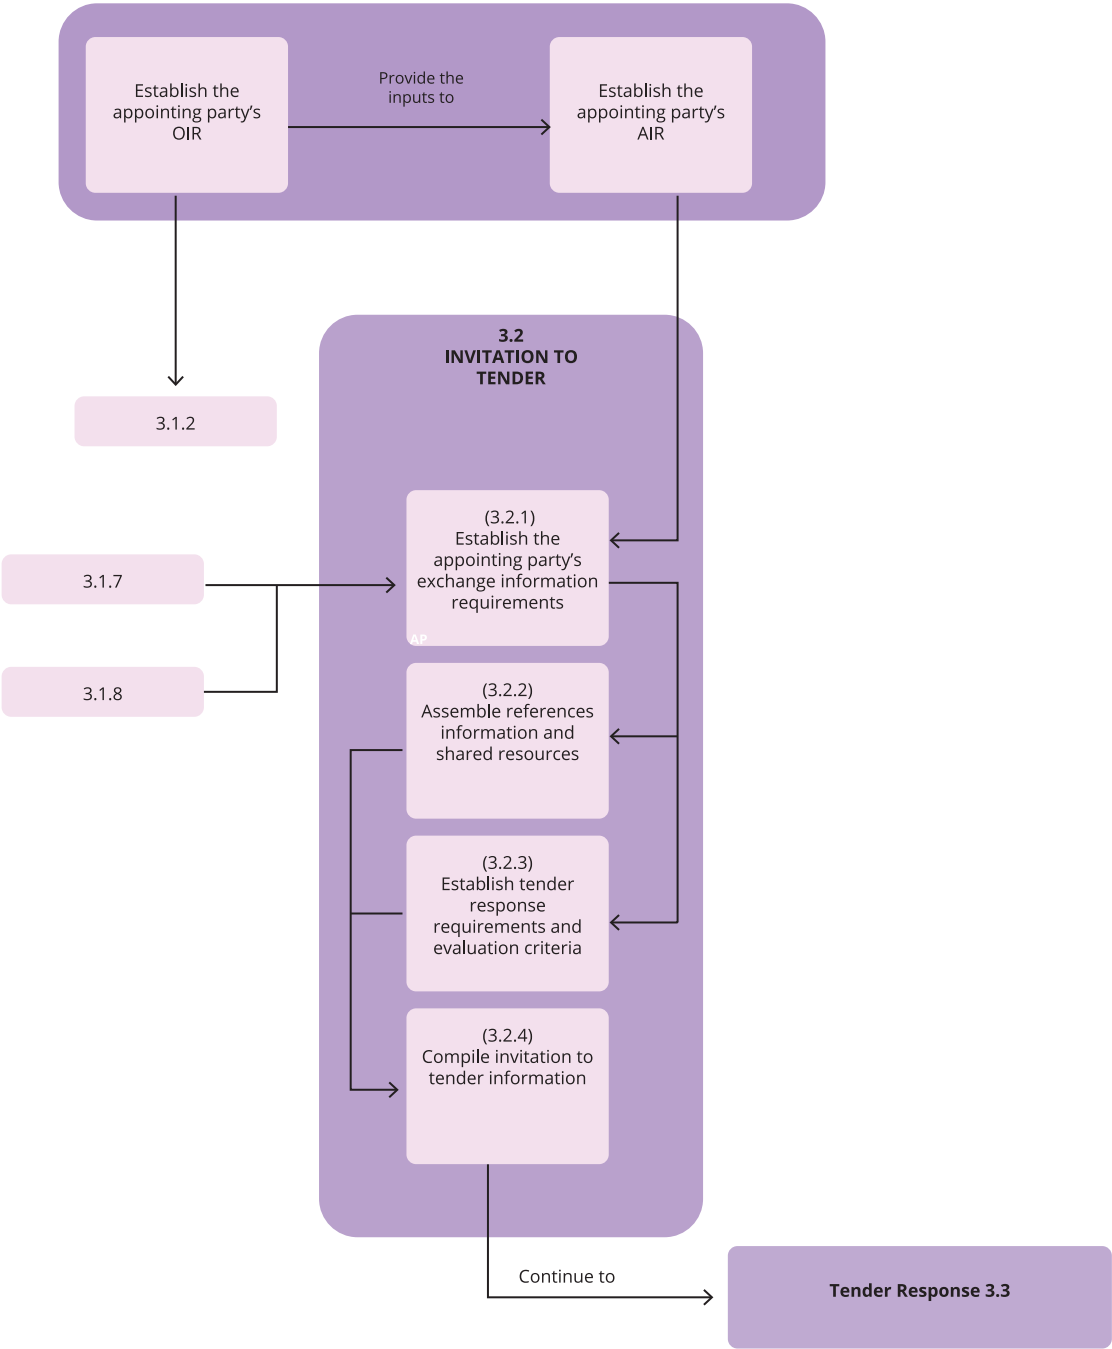 Establish the
appointing party’s
OIR
Provide the
inputs to
Establish the
appointing party’s
AIR
3.2
INVITATION TO
TENDER
3.1.2
(3.2.1)
Establish the
appointing party’s
exchange information
requirements
AP
3.1.7
3.1.8
(3.2.2)
Assemble references
information and
shared resources
(3.2.3)
Establish tender
response
requirements and
evaluation criteria
(3.2.4)
Compile invitation to
tender information
Continue to
Tender Response 3.3